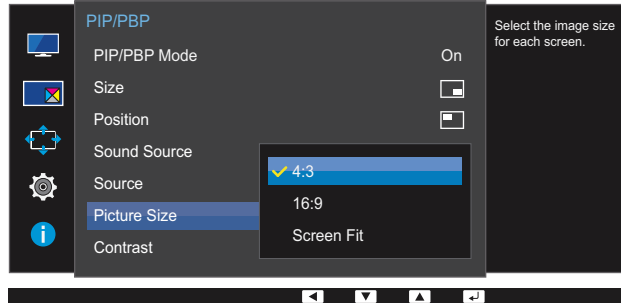 PIP/PBP
PIP/PBP Mode On
Size
Position
Sound Source
Source
Picture Size
Contrast
4:3
16:9
Screen Fit
Select the image size
for each screen.